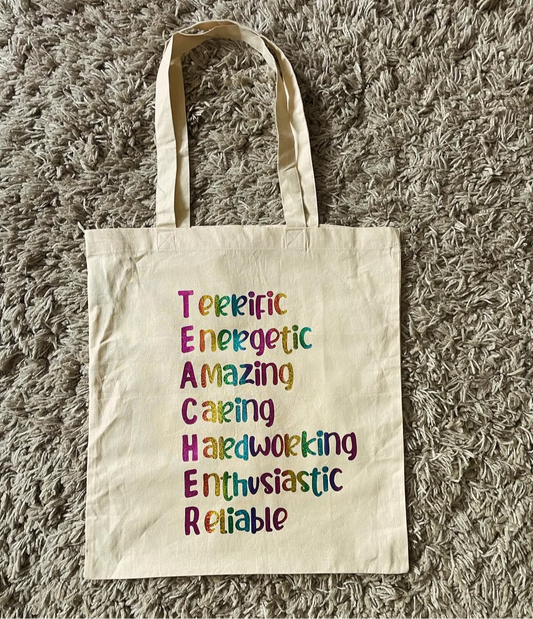 Terrific
Energetic
Amazing
Caring
Hardworking
Enthusiastic
Reliable